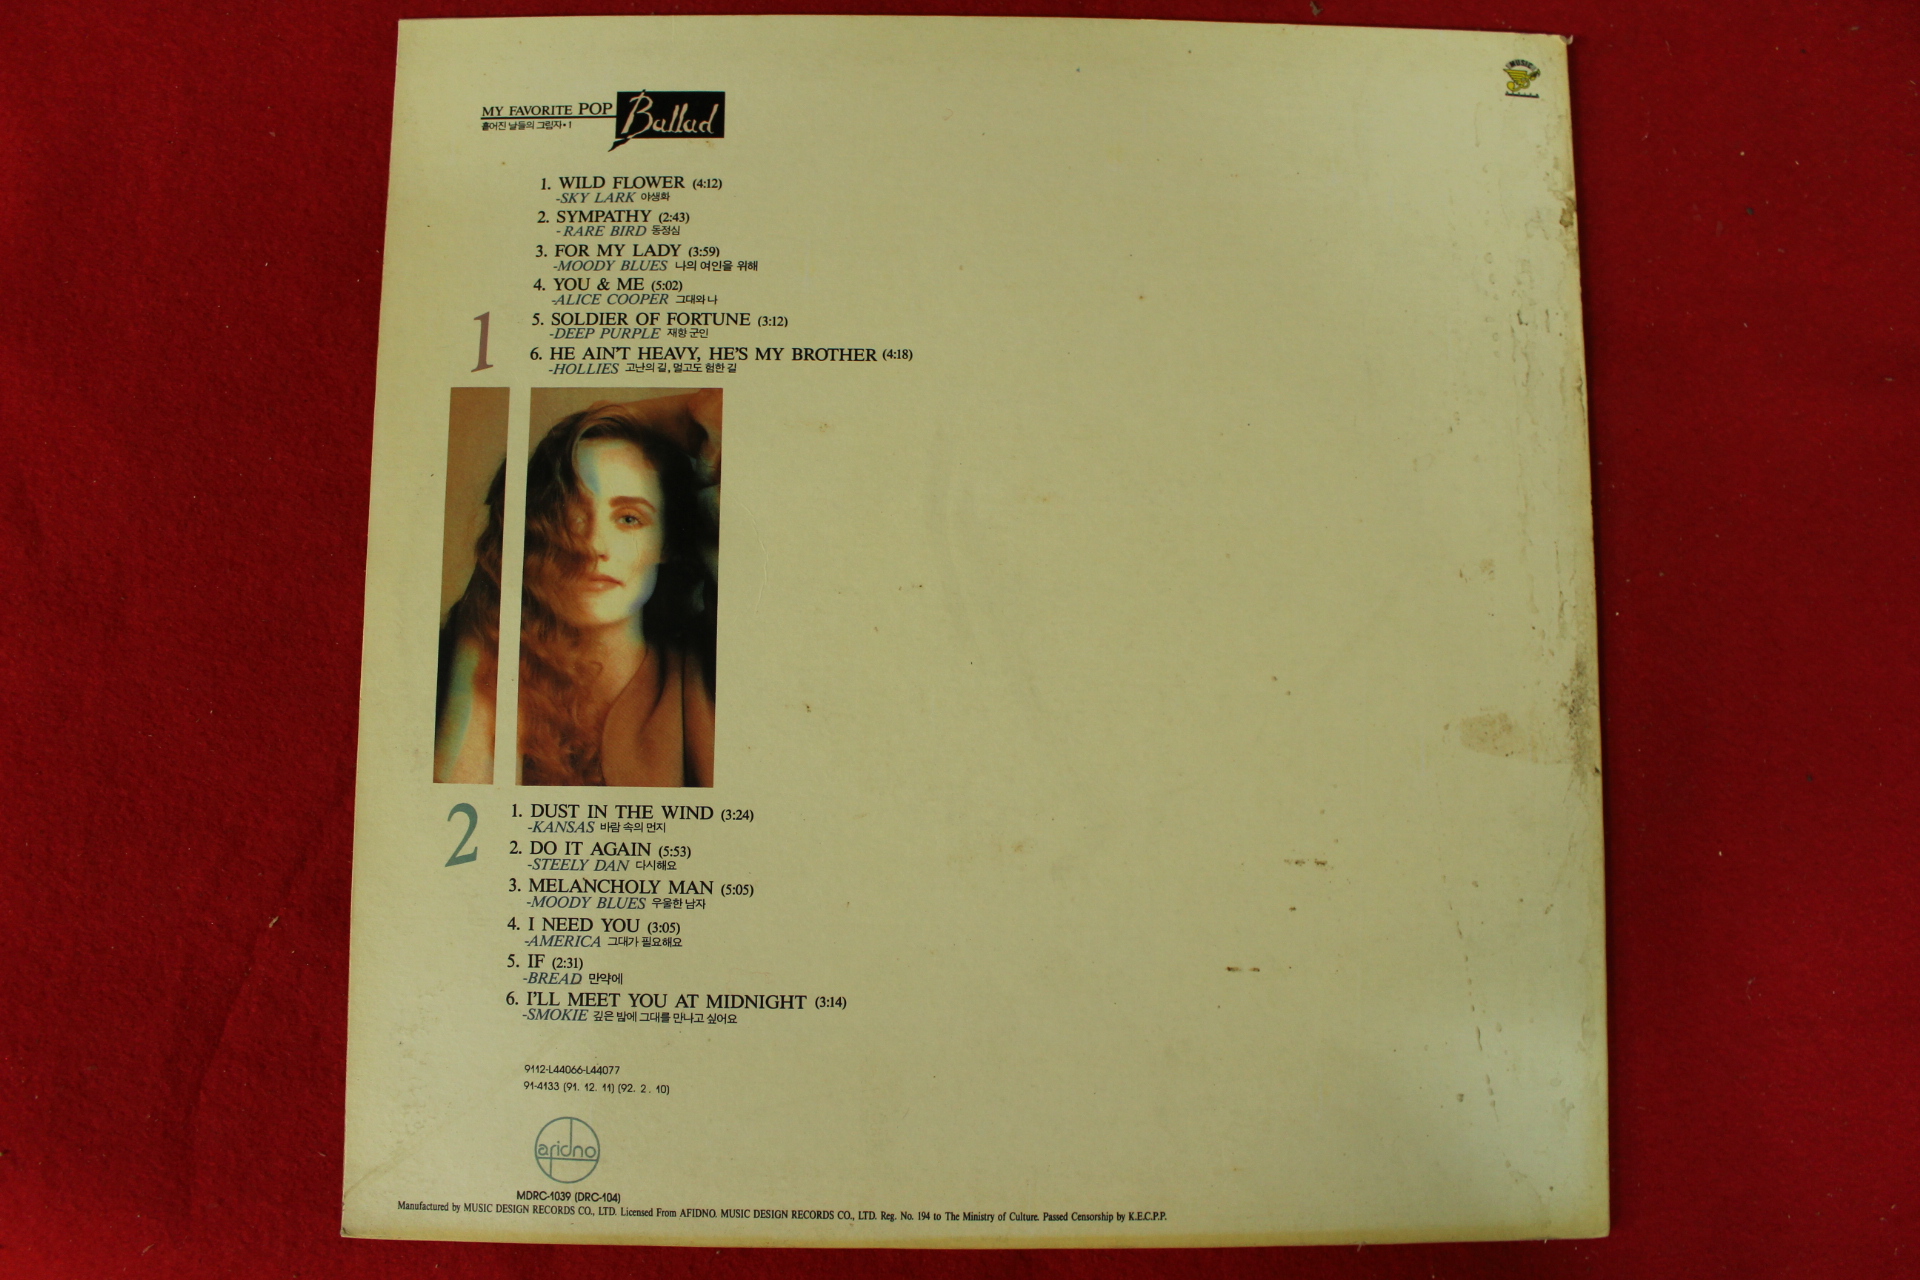 MY FAVORITE POP Ballad
흩어진 날들의 그림자•1
1
1. WILD FLOWER (4:12)
-SKY LARK 야생화
2. SYMPATHY (2:43)
-RARE BIRD 동정심
3. FOR MY LADY (3:59)
-MOODY BLUES 나의 여인을 위해
4. YOU & ME (5:02)
-ALICE COOPER 그대와 나
5. SOLDIER OF FORTUNE (3:12)
-DEEP PURPLE 재향 군인
6. HE AIN'T HEAVY, HE'S MY BROTHER (4:18)
-HOLLIES 고난의 길, 멀고도 험한 길
2
1. DUST IN THE WIND (3:24)
-KANSAS 바람 속의 먼지
2. DO IT AGAIN (5:53)
-STEELY DAN 다시해요
3. MELANCHOLY MAN (5:05)
-MOODY BLUES 우울한 남자
4. I NEED YOU (3:05)
-AMERICA 그대가 필요해요
5. IF (2:31)
-BREAD 만약에
6. I'LL MEET YOU AT MIDNIGHT (3:14)
-SMOKIE 깊은 밤에 그대를 만나고 싶어요
9112-L44066-L44077
91-4133 (91. 12. 11) (92. 2. 10)
afidno
MDRC-1039 (DRC-104)
Manufactured by MUSIC DESIGN RECORDS CO., LTD. Licensed From AFIDNO. MUSIC DESIGN RECORDS CO., LTD. Reg. No. 194 to The Ministry of Culture. Passed Censorship by K.E.C.P.P.